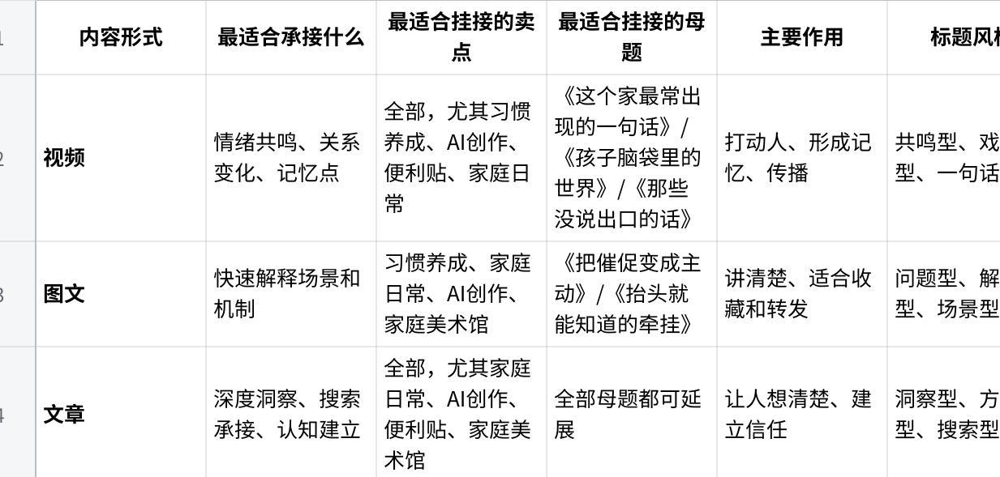 1
内容形式
最适合承接什么
最适合挂接的卖
点
最适合挂接的母
题
主要作用
标题风
2
视频
情绪共鸣、关系
变化、记忆点
全部，尤其习惯
养成、AI创作、
便利贴、家庭日
常
《这个家最常出
现的一句话》/
《孩子脑袋里的
世界》/《那些
没说出口的话》
打动人、形成记
忆、传播
共鸣型、戏
型、一句话
3
图文
快速解释场景和
机制
习惯养成、家庭
日常、AI创作、
家庭美术馆
《把催促变成主
动》/《抬头就
能知道的牵挂》
讲清楚、适合收
藏和转发
问题型、解
型、场景型
4
文章
深度洞察、搜索
承接、认知建立
全部，尤其家庭
日常、AI创作、
便利贴、家庭美
术馆
全部母题都可延
展
让人想清楚、建
立信任
洞察型、方
型、搜索型